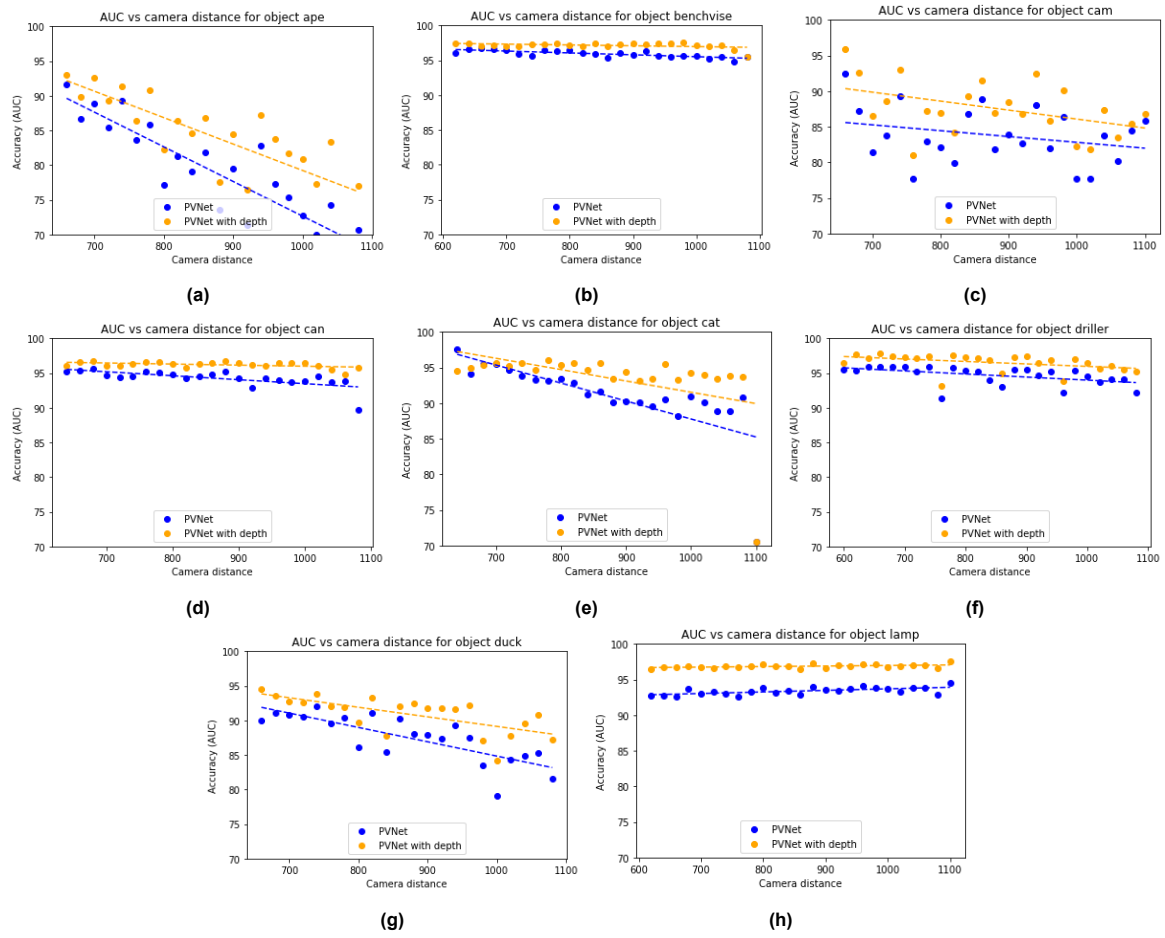 AUC vs camera distance for object ape
Accuracy (AUC)
100
95
90
85
80
75
70
PVNet
PVNet with depth
700
800
900
1000
1100
Camera distance
(a)
AUC vs camera distance for object benchvise
Accuracy (AUC)
100
95
90
85
80
75
70
PVNet
PVNet with depth
600
700
800
900
1000
1100
Camera distance
(b)
AUC vs camera distance for object cam
Accuracy (AUC)
100
95
90
85
80
75
70
PVNet
PVNet with depth
700
800
900
1000
1100
Camera distance
(c)
AUC vs camera distance for object can
Accuracy (AUC)
100
95
90
85
80
75
70
PVNet
PVNet with depth
700
800
900
1000
1100
Camera distance
(d)
AUC vs camera distance for object cat
Accuracy (AUC)
100
95
90
85
80
75
70
PVNet
PVNet with depth
700
800
900
1000
1100
Camera distance
(e)
AUC vs camera distance for object driller
Accuracy (AUC)
100
95
90
85
80
75
70
PVNet
PVNet with depth
600
700
800
900
1000
1100
Camera distance
(f)
AUC vs camera distance for object duck
Accuracy (AUC)
100
95
90
85
80
75
70
PVNet
PVNet with depth
700
800
900
1000
1100
Camera distance
(g)
AUC vs camera distance for object lamp
Accuracy (AUC)
100
95
90
85
80
75
70
PVNet
PVNet with depth
600
700
800
900
1000
1100
Camera distance
(h)